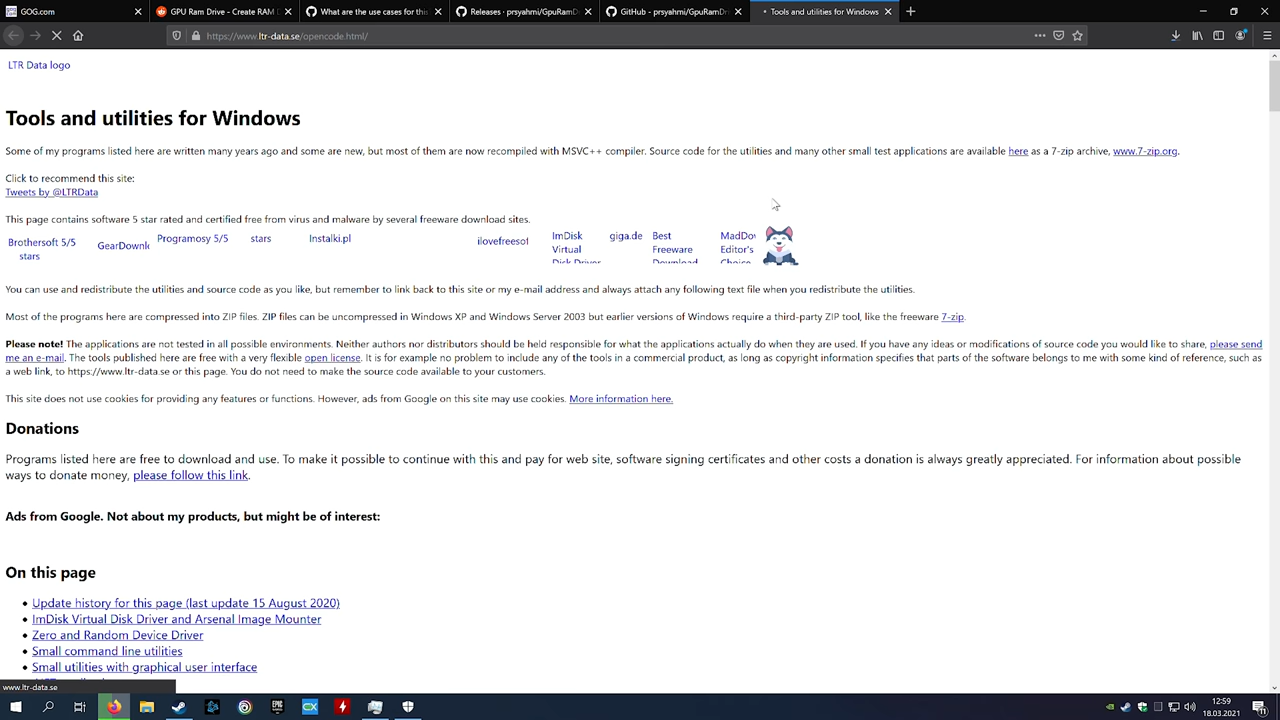 GOG.com
GPU Ram Drive - Create RAM D
What are the use cases for this
Releases · prsyahmi/GpuRamDr
GitHub - prsyahmi/GpuRamDr
Tools and utilities for Windows
https://www.ltr-data.se/opencode.html/
LTR Data logo
Tools and utilities for Windows
Some of my programs listed here are written many years ago and some are new, but most of them are now recompiled with MSVC++ compiler. Source code for the utilities and many other small test applications are available here as a 7-zip archive, www.7-zip.org.
Click to recommend this site:
Tweets by @LTRData
This page contains software 5 star rated and certified free from virus and malware by several freeware download sites.
Brothersoft 5/5 stars
GearDownlo
Programosy 5/5
stars
Instalki.pl
ilovefreesof
ImDisk Virtual Disk Driver
giga.de
Best Freeware Download
MadDow Editor's Choice
You can use and redistribute the utilities and source code as you like, but remember to link back to this site or my e-mail address and always attach any following text file when you redistribute the utilities.
Most of the programs here are compressed into ZIP files. ZIP files can be uncompressed in Windows XP and Windows Server 2003 but earlier versions of Windows require a third-party ZIP tool, like the freeware 7-zip.
Please note! The applications are not tested in all possible environments. Neither authors nor distributors should be held responsible for what the applications actually do when they are used. If you have any ideas or modifications of source code you would like to share, please send
me an e-mail. The tools published here are free with a very flexible open license. It is for example no problem to include any of the tools in a commercial product, as long as copyright information specifies that parts of the software belongs to me with some kind of reference, such as
a web link, to https://www.ltr-data.se or this page. You do not need to make the source code available to your customers.
This site does not use cookies for providing any features or functions. However, ads from Google on this site may use cookies. More information here.
Donations
Programs listed here are free to download and use. To make it possible to continue with this and pay for web site, software signing certificates and other costs a donation is always greatly appreciated. For information about possible
ways to donate money, please follow this link.
Ads from Google. Not about my products, but might be of interest:
On this page
Update history for this page (last update 15 August 2020)
ImDisk Virtual Disk Driver and Arsenal Image Mounter
Zero and Random Device Driver
Small command line utilities
Small utilities with graphical user interface
www.ltr-data.se
EPIC
12:59
18.03.2021